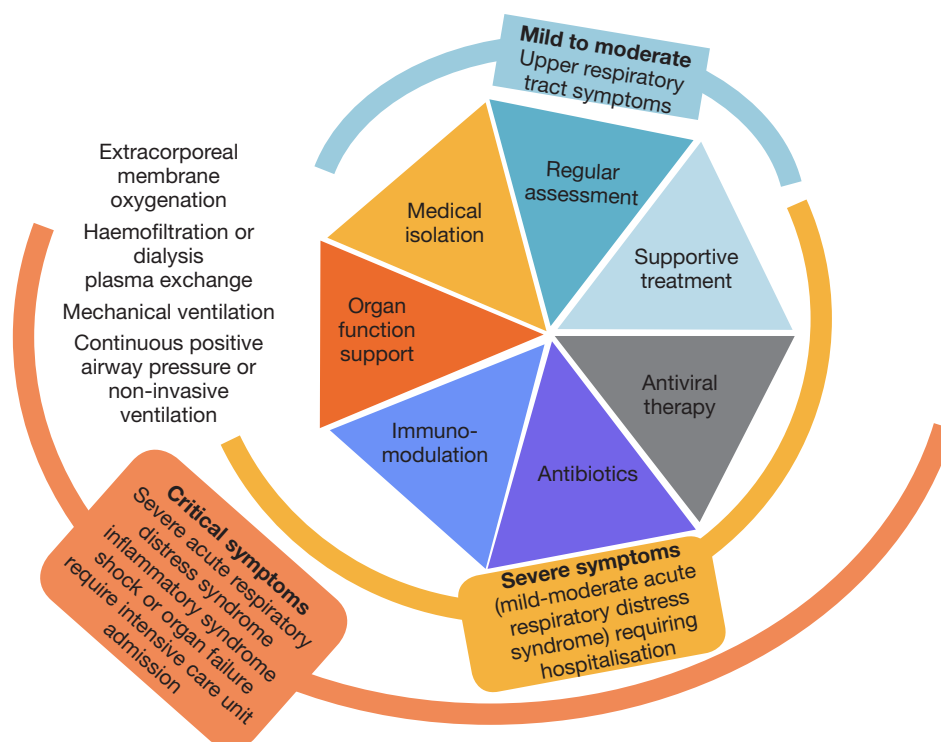 Mild to moderate
Upper respiratory
tract symptoms
Extracorporeal
membrane
oxygenation
Haemofiltration or
dialysis
plasma exchange
Mechanical ventilation
Continuous positive
airway pressure or
non-invasive
ventilation
Regular
assessment
Medical
isolation
Supportive
treatment
Organ
function
support
Antiviral
therapy
Immuno-
modulation
Antibiotics
Critical symptoms
Severe acute respiratory
distress syndrome
inflammatory syndrome
shock or organ failure
require intensive care unit
admission
Severe symptoms
(mild-moderate acute
respiratory distress
syndrome) requiring
hospitalisation